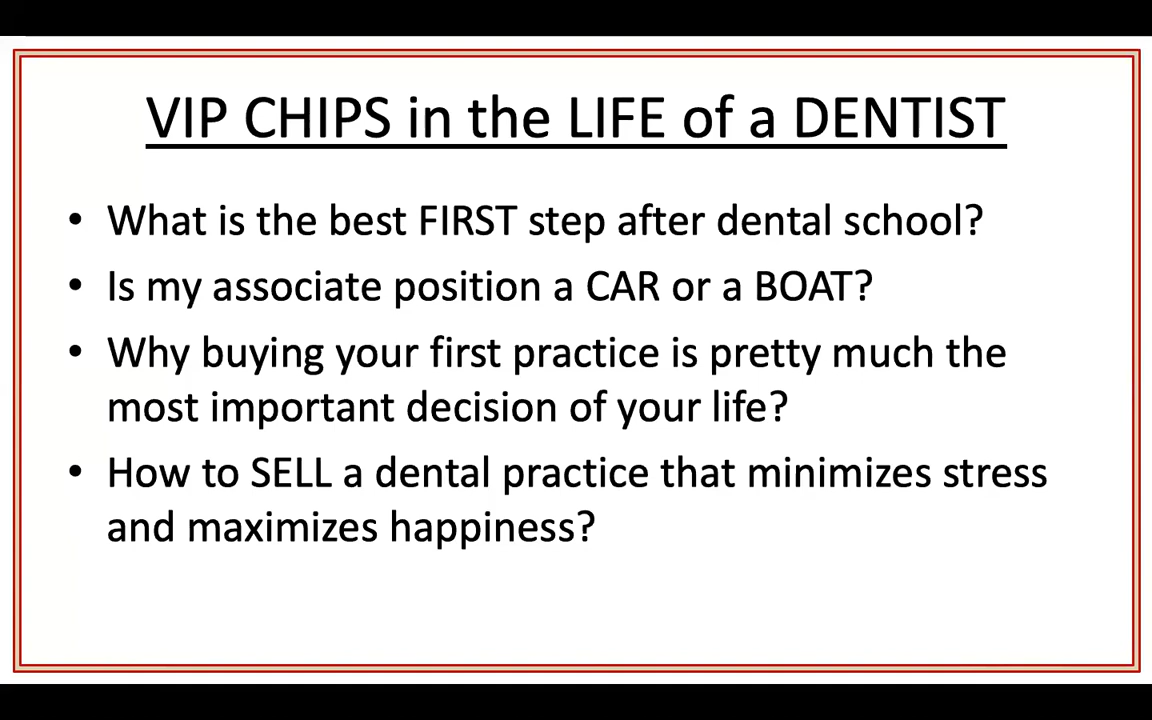 VIP CHIPS in the LIFE of a DENTIST
• What is the best FIRST step after dental school?
• Is my associate position a CAR or a BOAT?
• Why buying your first practice is pretty much the
most important decision of your life?
• How to SELL a dental practice that minimizes stress
and maximizes happiness?